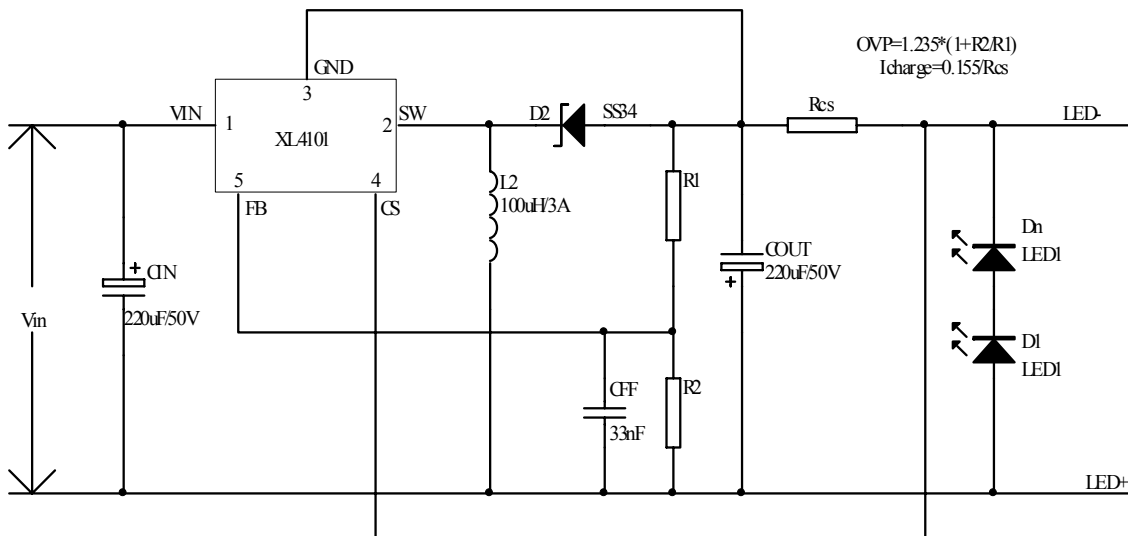 OVP=1.235*(1+R2/R1)
Icharge=0.155/Rcs
GND
3
VIN
1
XL4101
2
SW
5
4
FB
CS
D2
SS34
Rcs
LED-
L2
100uH/3A
R1
COUT
220uF/50V
+
Dn
LED1
D1
LED1
+
CIN
220uF/50V
Vin
CFF
33nF
R2
LED+